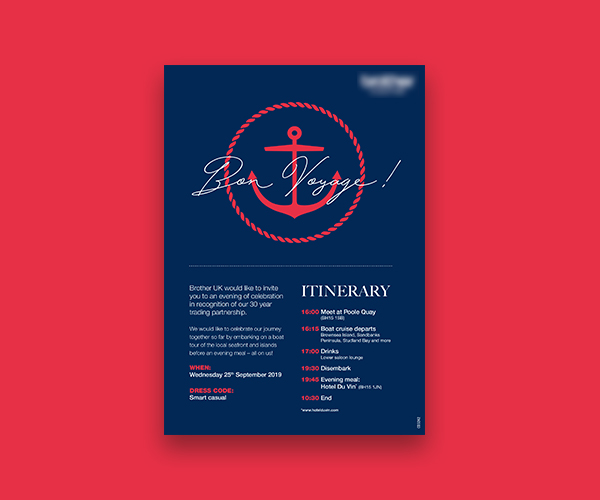 Bon Voyage!
Brother UK would like to invite
you to an evening of celebration
in recognition of our 30 year
trading partnership.
We would like to celebrate our journey
together so far by embarking on a boat
tour of the local seafront and islands
before an evening meal – all on us!
WHEN:
Wednesday 25th September 2019
DRESS CODE:
Smart casual
ITINERARY
16:00 Meet at Poole Quay
(BH15 1SB)
16:15 Boat cruise departs
Brownsea Island, Sandbanks
Peninsula, Studland Bay and more
17:00 Drinks
Lower saloon lounge
19:30 Disembark
19:45 Evening meal:
Hotel Du Vin* (BH15 1JN)
10:30 End
*www.hotelduvin.com